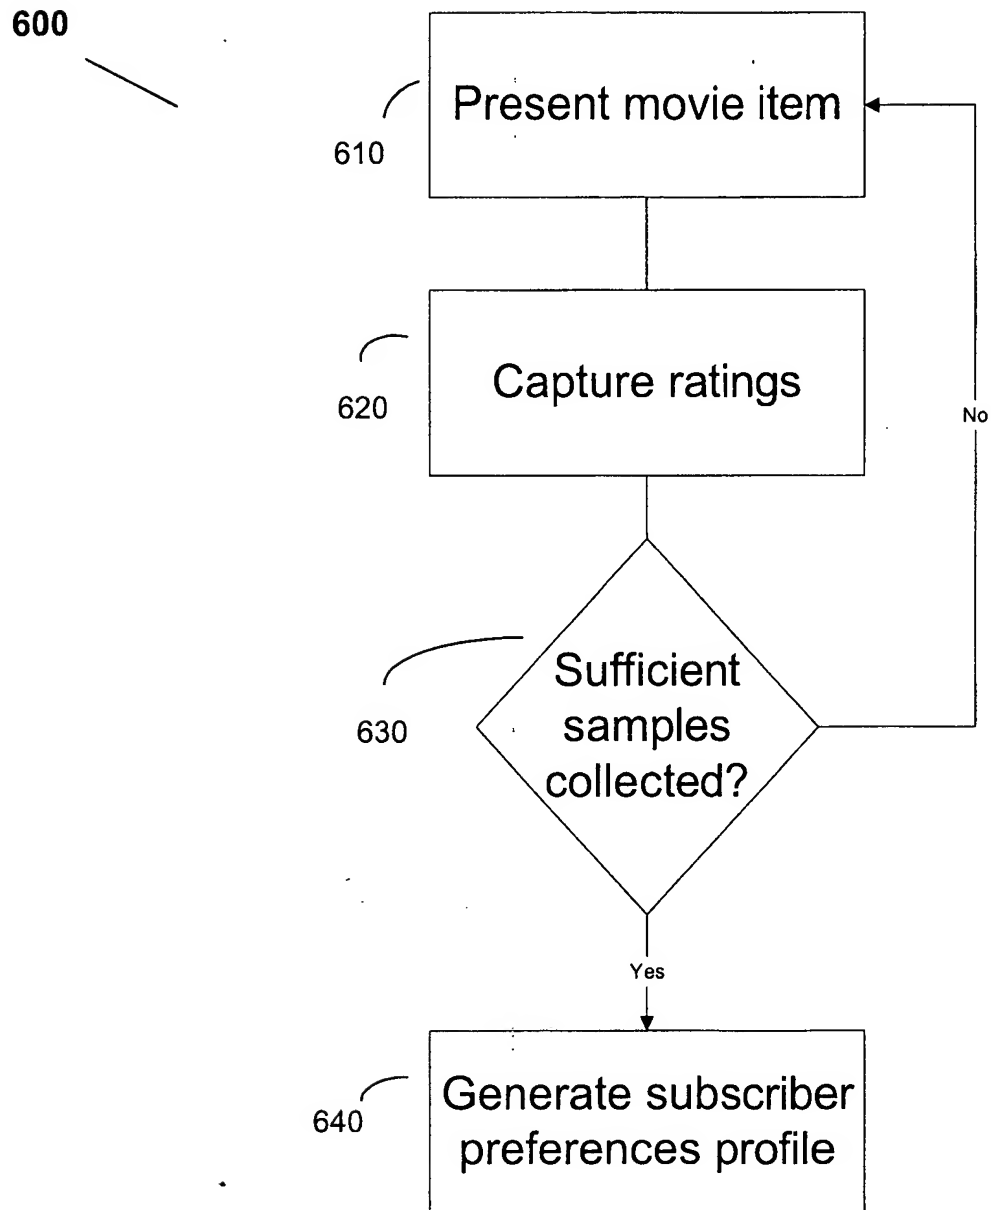 600
Present movie item
610
Capture ratings
620
No
Sufficient
samples
collected?
630
Yes
Generate subscriber
preferences profile
640